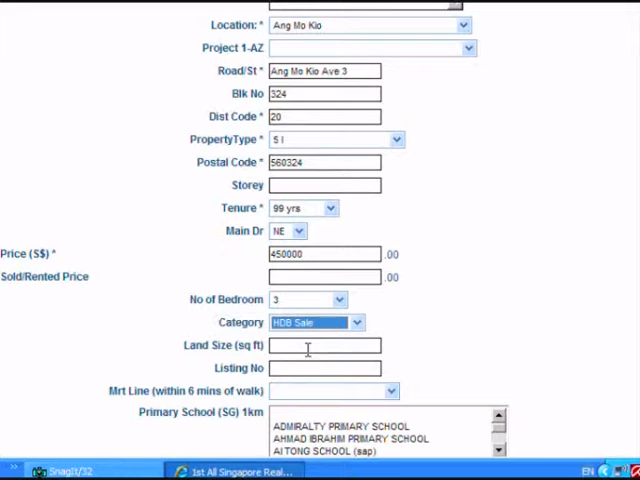 Location: * Ang Mo Kio
Project 1-AZ
Road/St * Ang Mo Kio Ave 3
Blk No 324
Dist Code * 20
PropertyType * 5 I
Postal Code * 560324
Storey
Tenure * 99 yrs
Main Dr NE
Price (S$) * 450000 .00
Sold/Rented Price .00
No of Bedroom 3
Category HDB Sale
Land Size (sq ft)
Listing No
Mrt Line (within 6 mins of walk)
Primary School (SG) 1km
ADMIRALTY PRIMARY SCHOOL
AHMAD IBRAHIM PRIMARY SCHOOL
AI TONG SCHOOL (sap)
» SnagIt/32 1st All Singapore Real... EN